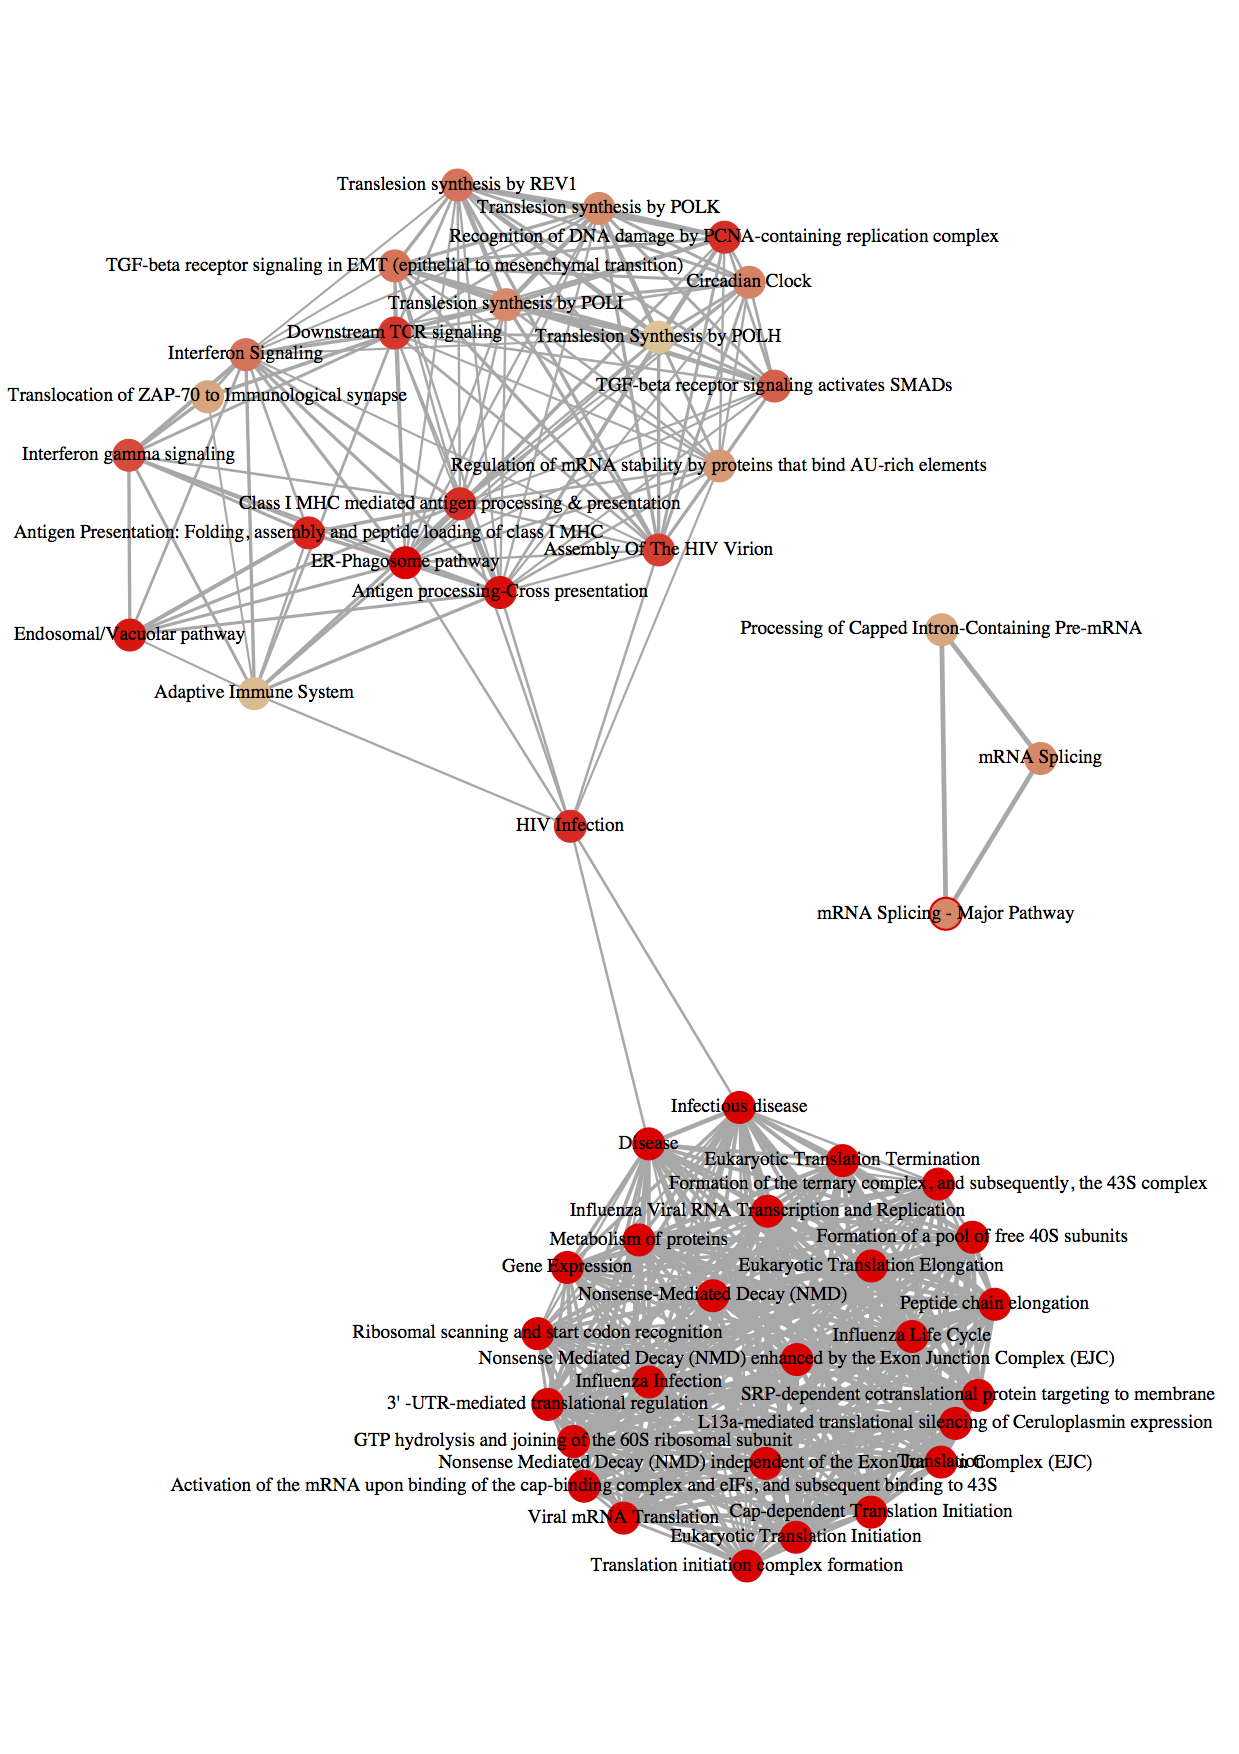 Translesion synthesis by REV1
Translesion synthesis by POLK
Recognition of DNA damage by PCNA-containing replication complex
TGF-beta receptor signaling in EMT (epithelial to mesenchymal transition)
Circadian Clock
Translesion synthesis by POLI
Downstream TCR signaling
Translesion Synthesis by POLH
Interferon Signaling
TGF-beta receptor signaling activates SMADs
Translocation of ZAP-70 to Immunological synapse
Interferon gamma signaling
Regulation of mRNA stability by proteins that bind AU-rich elements
Class I MHC mediated antigen processing & presentation
Antigen Presentation: Folding, assembly and peptide loading of class I MHC
Assembly Of The HIV Virion
ER-Phagosome pathway
Antigen processing-Cross presentation
Processing of Capped Intron-Containing Pre-mRNA
Endosomal/Vacuolar pathway
Adaptive Immune System
mRNA Splicing
HIV Infection
mRNA Splicing - Major Pathway
Infectious disease
Disease
Eukaryotic Translation Termination
Formation of the ternary complex, and subsequently, the 43S complex
Influenza Viral RNA Transcription and Replication
Formation of a pool of free 40S subunits
Metabolism of proteins
Gene Expression
Eukaryotic Translation Elongation
Nonsense-Mediated Decay (NMD)
Peptide chain elongation
Ribosomal scanning and start codon recognition
Influenza Life Cycle
Nonsense Mediated Decay (NMD) enhanced by the Exon Junction Complex (EJC)
Influenza Infection
SRP-dependent cotranslational protein targeting to membrane
3' -UTR-mediated translational regulation
L13a-mediated translational silencing of Ceruloplasmin expression
GTP hydrolysis and joining of the 60S ribosomal subunit
Nonsense Mediated Decay (NMD) independent of the Exon Junction Complex (EJC)
Translation
Activation of the mRNA upon binding of the cap-binding complex and eIFs, and subsequent binding to 43S
Cap-dependent Translation Initiation
Viral mRNA Translation
Eukaryotic Translation Initiation
Translation initiation complex formation